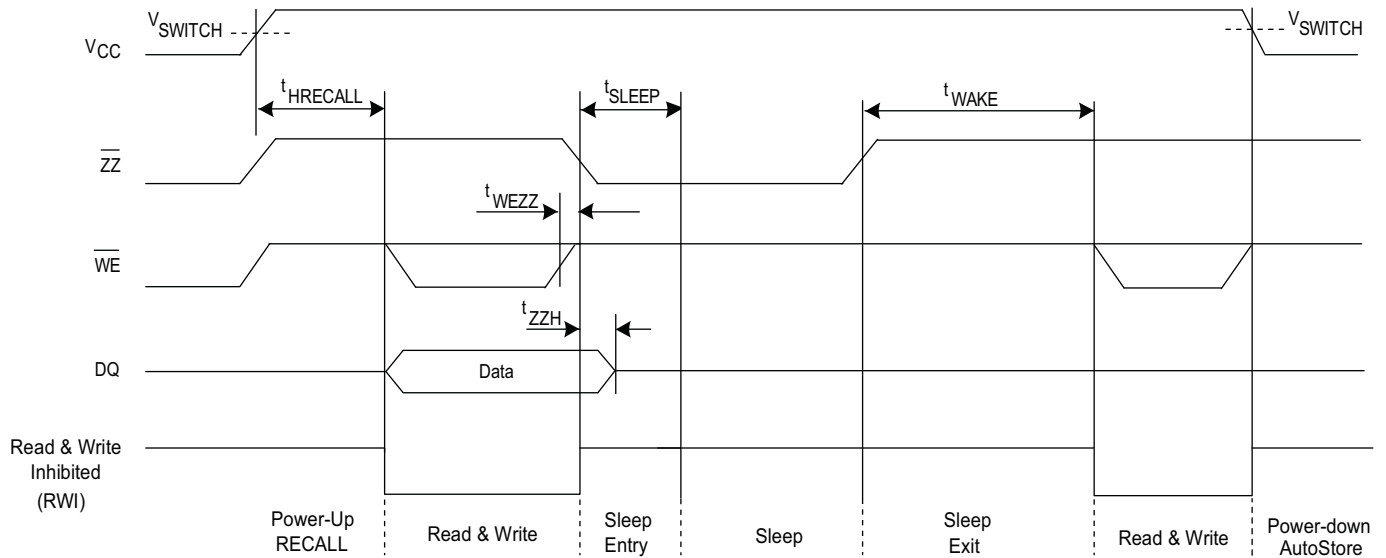 VSWITCH
VSWITCH
VCC
tHRECALL
tSLEEP
tWAKE
ZZ
tWEZZ
WE
tZZH
DQ
Data
Read & Write
Inhibited
(RWI)
Power-Up
RECALL
Read & Write
Sleep
Entry
Sleep
Sleep
Exit
Read & Write
Power-down
AutoStore